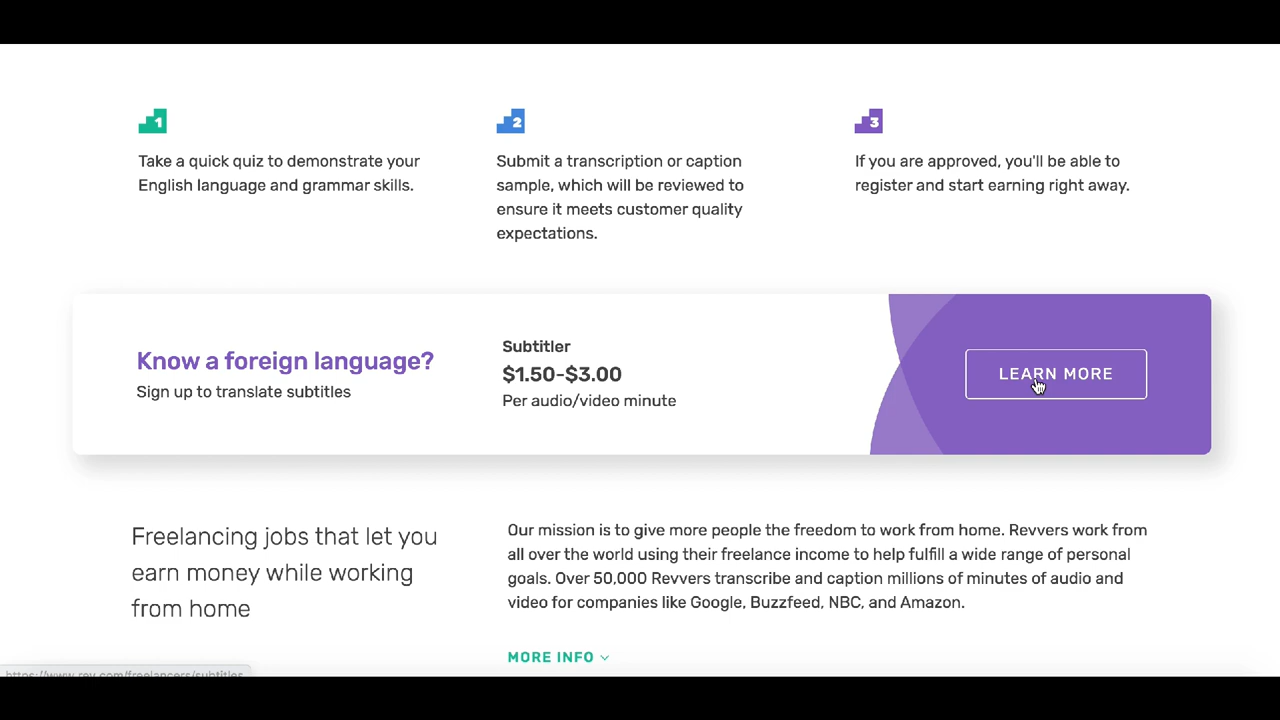 1
Take a quick quiz to demonstrate your
English language and grammar skills.
2
Submit a transcription or caption
sample, which will be reviewed to
ensure it meets customer quality
expectations.
3
If you are approved, you'll be able to
register and start earning right away.
Know a foreign language?
Sign up to translate subtitles
Subtitler
$1.50-$3.00
Per audio/video minute
LEARN MORE
Freelancing jobs that let you
earn money while working
from home
Our mission is to give more people the freedom to work from home. Revvers work from
all over the world using their freelance income to help fulfill a wide range of personal
goals. Over 50,000 Revvers transcribe and caption millions of minutes of audio and
video for companies like Google, Buzzfeed, NBC, and Amazon.
MORE INFO
https://www.rev.com/freelancers/subtitles